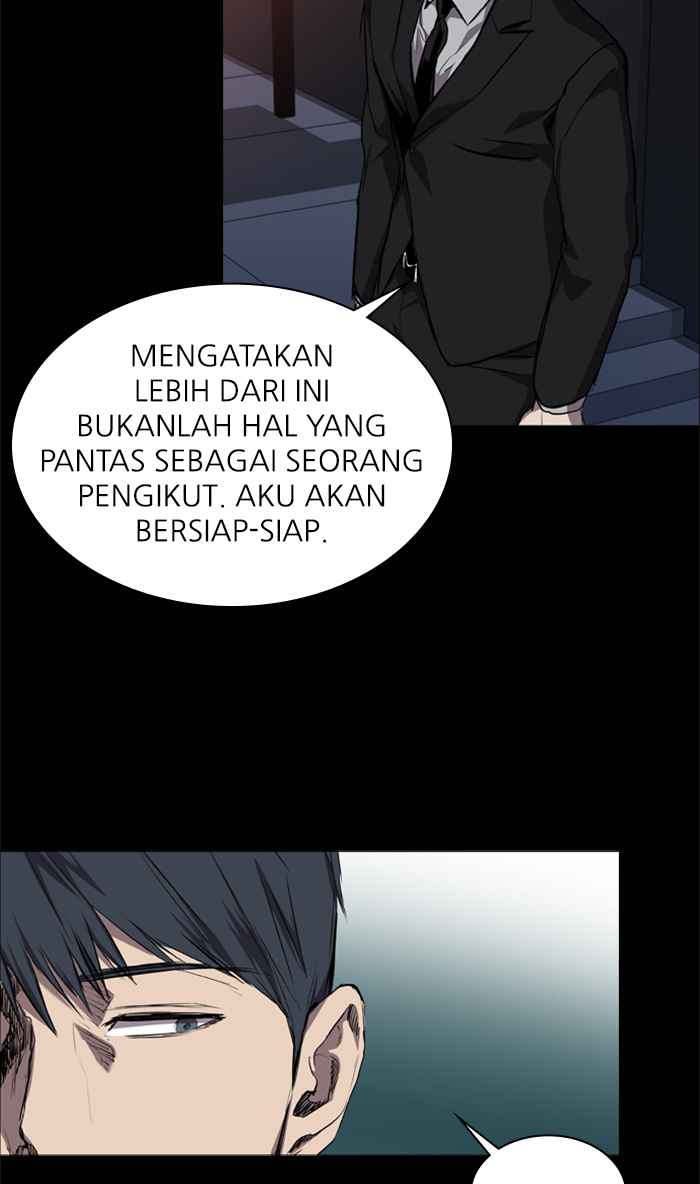 MENGATAKAN
LEBIH DARI INI
BUKANLAH HAL YANG
PANTAS SEBAGAI SEORANG
PENGIKUT. AKU AKAN
BERSIAP-SIAP.